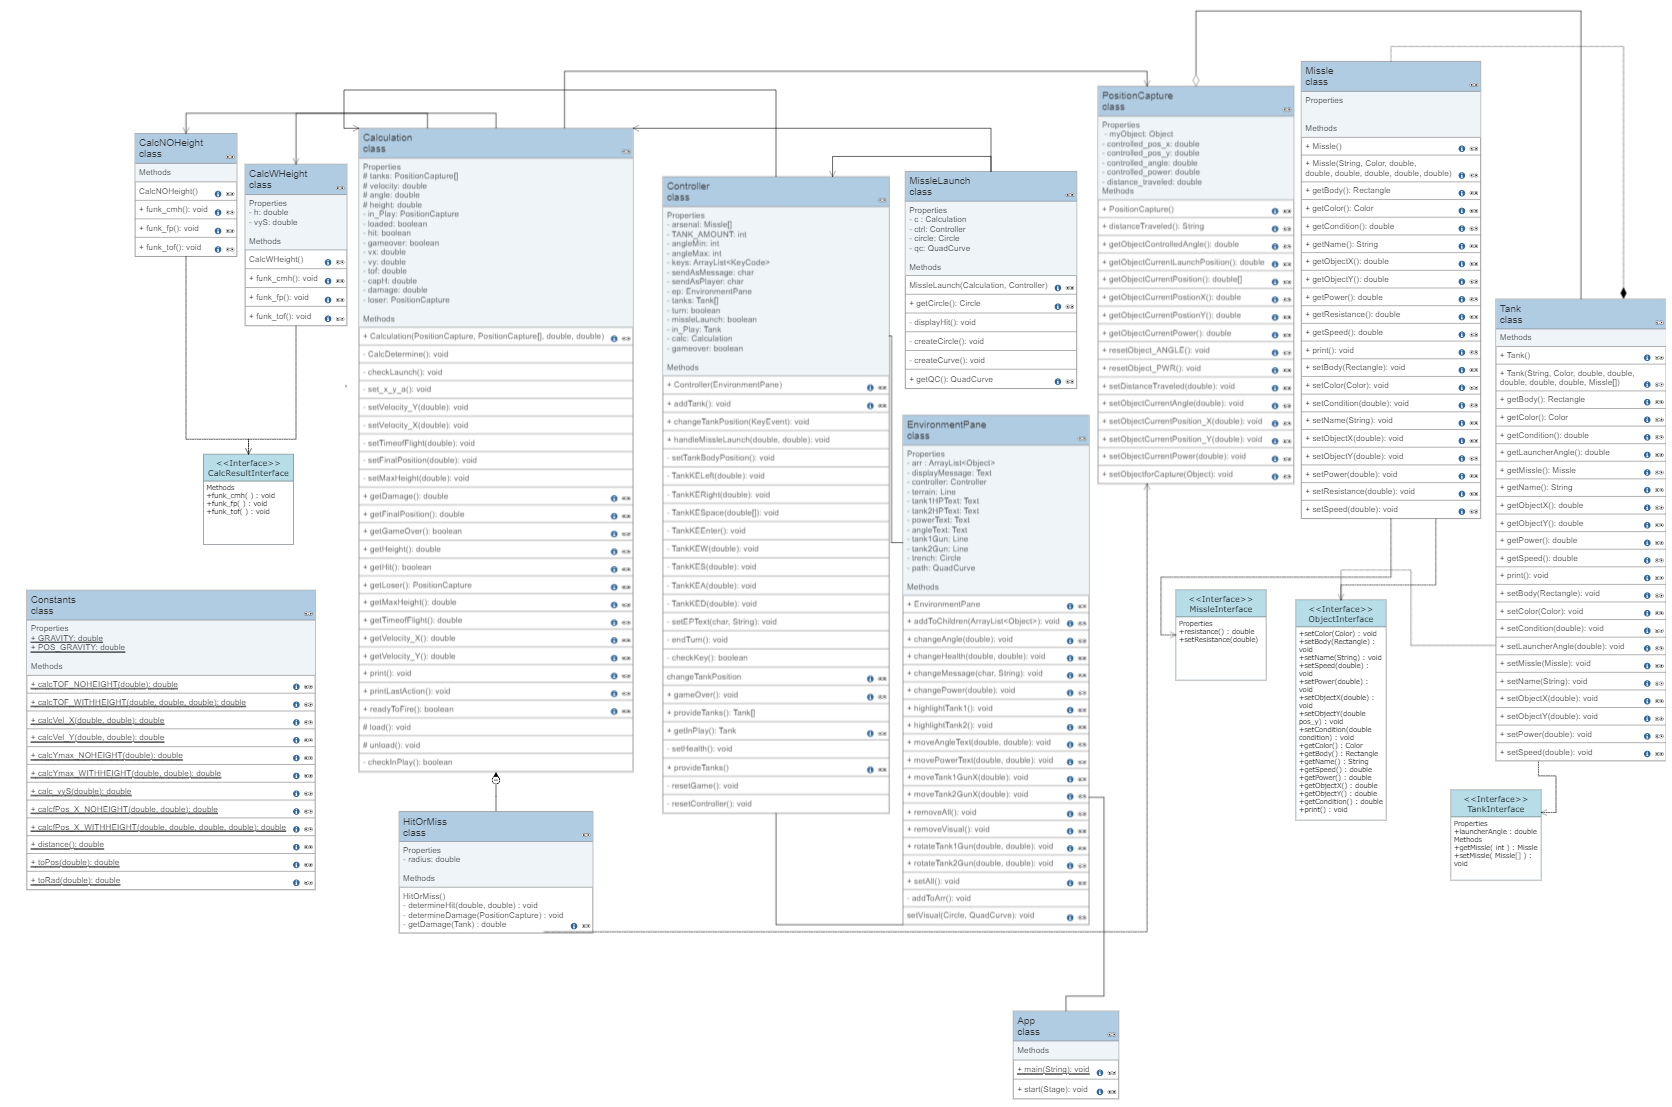 CalcNOHeight
class
Methods
CalcNOHeight()
+ funk_cmh(): void
+ funk_fp(): void
+ funk_tof(): void
CalcWHeight
class
Properties
- h: double
- vyS: double
Methods
CalcWHeight()
+ funk_cmh(): void
+ funk_fp(): void
+ funk_tof(): void
<<Interface>>
CalcResultInterface
Methods
+funk_cmh( ) : void
+funk_fp( ) : void
+funk_tof( ) : void
Constants
class
Properties
+ GRAVITY: double
+ POS_GRAVITY: double
Methods
+ calcTOF_NOHEIGHT(double): double
+ calcTOF_WITHHEIGHT(double, double, double): double
+ calcVel_X(double, double): double
+ calcVel_Y(double, double): double
+ calcYmax_NOHEIGHT(double): double
+ calcYmax_WITHHEIGHT(double, double): double
+ calc_vyS(double): double
+ calcfPos_X_NOHEIGHT(double, double): double
+ calcfPos_X_WITHHEIGHT(double, double, double, double): double
+ distance(): double
+ toPos(double): double
+ toRad(double): double
Calculation
class
Properties
# tanks: PositionCapture[]
# velocity: double
# angle: double
# height: double
- in_Play: PositionCapture
- loaded: boolean
- hit: boolean
- gameover: boolean
- vx: double
- vy: double
- tof: double
- capH: double
- damage: double
- loser: PositionCapture
Methods
+ Calculation(PositionCapture, PositionCapture[], double, double)
- CalcDetermine(): void
- checkLaunch(): void
- set_x_y_a(): void
- setVelocity_Y(double): void
- setVelocity_X(double): void
- setTimeofFlight(double): void
- setFinalPosition(double): void
- setMaxHeight(double): void
+ getDamage(): double
+ getFinalPosition(): double
+ getGameOver(): boolean
+ getHeight(): double
+ getHit(): boolean
+ getLoser(): PositionCapture
+ getMaxHeight(): double
+ getTimeofFlight(): double
+ getVelocity_X(): double
+ getVelocity_Y(): double
+ print(): void
+ printLastAction(): void
+ readyToFire(): boolean
# load(): void
# unload(): void
- checkInPlay(): boolean
HitOrMiss
class
Properties
- radius: double
Methods
HitOrMiss()
- determineHit(double, double) : void
- determineDamage(PositionCapture) : void
- getDamage(Tank) : double
Controller
class
Properties
- arsenal: Missle[]
- TANK_AMOUNT: int
- angleMin: int
- angleMax: int
- keys: ArrayList<KeyCode>
- sendAsMessage: char
- sendAsPlayer: char
- ep: EnvironmentPane
- tanks: Tank[]
- turn: boolean
- missleLaunch: boolean
- in_Play: Tank
- calc: Calculation
- gameover: boolean
Methods
+ Controller(EnvironmentPane)
+ addTank(): void
+ changeTankPosition(KeyEvent): void
+ handleMissleLaunch(double, double): void
- setTankBodyPosition(): void
- TankKELeft(double): void
- TankKERight(double): void
- TankKESpace(double[]): void
- TankKEEnter(): void
- TankKEW(double): void
- TankKES(double): void
- TankKEA(double): void
- TankKED(double): void
- setEPText(char, String): void
- endTurn(): void
- checkKey(): boolean
changeTankPosition
+ gameOver(): void
+ provideTanks(): Tank[]
+ getInPlay(): Tank
- setHealth(): void
+ provideTanks()
- resetGame(): void
- resetController(): void
MissleLaunch
class
Properties
- c : Calculation
- ctrl: Controller
- circle: Circle
- qc: QuadCurve
Methods
MissleLaunch(Calculation, Controller)
+ getCircle(): Circle
- displayHit(): void
- createCircle(): void
- createCurve(): void
+ getQC(): QuadCurve
EnvironmentPane
class
Properties
- arr : ArrayList<Object>
- displayMessage: Text
- controller: Controller
- terrain: Line
- tank1HPText: Text
- tank2HPText: Text
- powerText: Text
- angleText: Text
- tank1Gun: Line
- tank2Gun: Line
- trench: Circle
- path: QuadCurve
Methods
+ EnvironmentPane
+ addToChildren(ArrayList<Object>): void
+ changeAngle(double): void
+ changeHealth(double, double): void
+ changeMessage(char, String): void
+ changePower(double): void
+ highlightTank1(): void
+ highlightTank2(): void
+ moveAngleText(double, double): void
+ movePowerText(double, double): void
+ moveTank1GunX(double): void
+ moveTank2GunX(double): void
+ removeAll(): void
+ removeVisual(): void
+ rotateTank1Gun(double, double): void
+ rotateTank2Gun(double, double): void
+ setAll(): void
- addToArr(): void
setVisual(Circle, QuadCurve): void
App
class
Methods
+ main(String): void
+ start(Stage): void
PositionCapture
class
Properties
- myObject: Object
- controlled_pos_x: double
- controlled_pos_y: double
- controlled_angle: double
- controlled_power: double
- distance_traveled: double
Methods
+ PositionCapture()
+ distanceTraveled(): String
+ getObjectControlledAngle(): double
+ getObjectCurrentLaunchPosition(): double
+ getObjectCurrentPosition(): double[]
+ getObjectCurrentPostionX(): double
+ getObjectCurrentPostionY(): double
+ getObjectCurrentPower(): double
+ resetObject_ANGLE(): void
+ resetObject_PWR(): void
+ setDistanceTraveled(double): void
+ setObjectCurrentAngle(double): void
+ setObjectCurrentPosition_X(double): void
+ setObjectCurrentPosition_Y(double): void
+ setObjectCurrentPower(double): void
+ setObjectforCapture(Object): void
Missle
class
Properties
Methods
+ Missle()
+ Missle(String, Color, double,
double, double, double, double, double)
+ getBody(): Rectangle
+ getColor(): Color
+ getCondition(): double
+ getName(): String
+ getObjectX(): double
+ getObjectY(): double
+ getPower(): double
+ getResistance(): double
+ getSpeed(): double
+ print(): void
+ setBody(Rectangle): void
+ setColor(Color): void
+ setCondition(double): void
+ setName(String): void
+ setObjectX(double): void
+ setObjectY(double): void
+ setPower(double): void
+ setResistance(double): void
+ setSpeed(double): void
<<Interface>>
MissleInterface
Properties
+resistance() : double
+setResistance(double)
<<Interface>>
ObjectInterface
+setColor(Color) : void
+setBody(Rectangle) :
void
+setName(String) : void
+setSpeed(double) :
void
+setPower(double) :
void
+setObjectX(double) :
void
+setObjectY(double
pos_y) : void
+setCondition(double
condition) : void
+getColor() : Color
+getBody() : Rectangle
+getName() : String
+getSpeed() : double
+getPower() : double
+getObjectX() : double
+getObjectY() : double
+getCondition() : double
+print() : void
Tank
class
Methods
+ Tank()
+ Tank(String, Color, double, double,
double, double, double, Missle[])
+ getBody(): Rectangle
+ getColor(): Color
+ getCondition(): double
+ getLauncherAngle(): double
+ getMissle(): Missle
+ getName(): String
+ getObjectX(): double
+ getObjectY(): double
+ getPower(): double
+ getSpeed(): double
+ print(): void
+ setBody(Rectangle): void
+ setColor(Color): void
+ setCondition(double): void
+ setLauncherAngle(double): void
+ setMissle(Missle): void
+ setName(String): void
+ setObjectX(double): void
+ setObjectY(double): void
+ setPower(double): void
+ setSpeed(double): void
<<Interface>>
TankInterface
Properties
+launcherAngle : double
Methods
+getMissle( int ) : Missle
+setMissle( Missle[] ) :
void